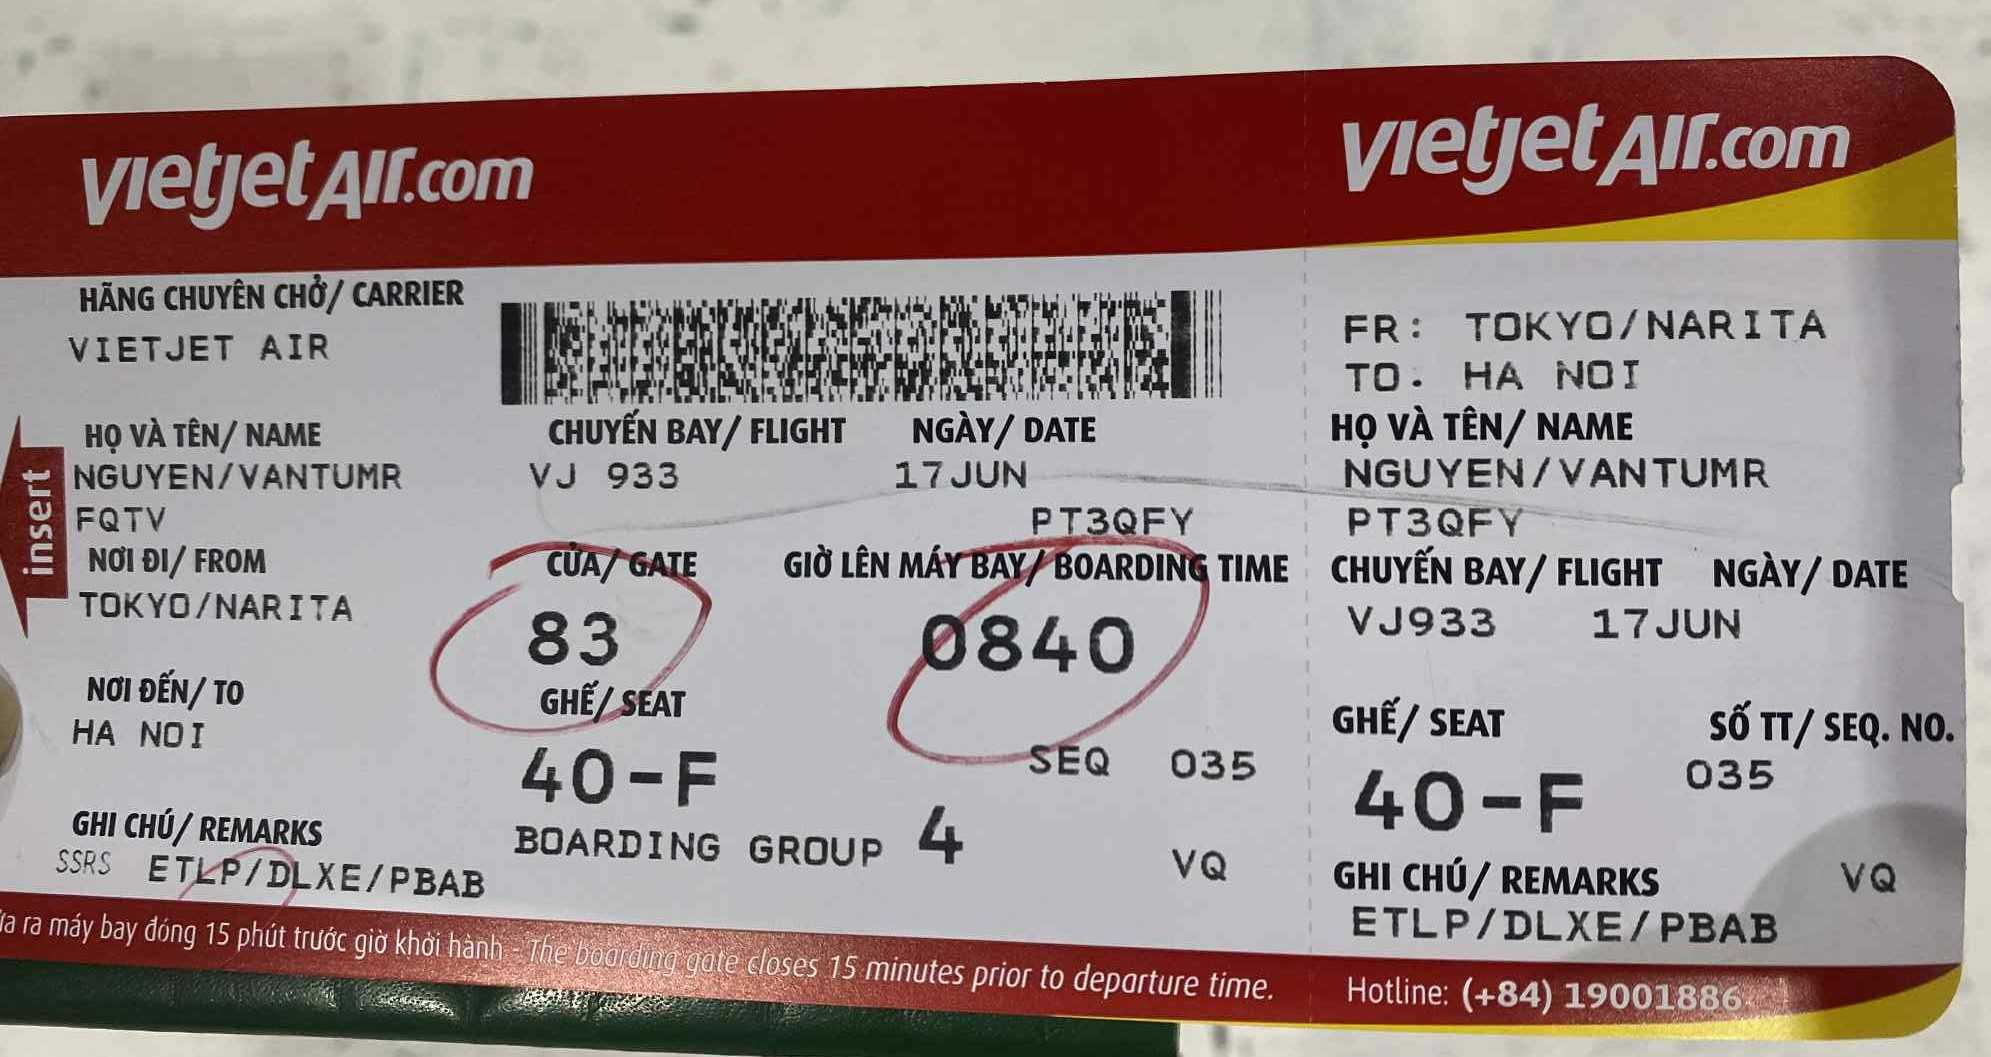 vietjetAir.com
HÃNG CHUYÊN CHỞ/ CARRIER
VIETJET AIR
HỌ VÀ TÊN/ NAME
NGUYEN/VANTUMR
FQTV
CHUYẾN BAY/ FLIGHT
VJ 933
NGÀY/ DATE
17JUN
PT3QFY
insert
NƠI ĐI/ FROM
TOKYO/NARITA
CỬA/ GATE
83
GIỜ LÊN MÁY BAY/ BOARDING TIME
0840
NƠI ĐẾN/ TO
HA NOI
GHẾ/ SEAT
40-F
SEQ 035
BOARDING GROUP 4
VQ
GHI CHÚ/ REMARKS
SSRS ETLP/DLXE/PBAB
ra máy bay đóng 15 phút trước giờ khởi hành - The boarding gate closes 15 minutes prior to departure time.
vietjetAir.com
FR: TOKYO/NARITA
TO: HA NOI
HỌ VÀ TÊN/ NAME
NGUYEN/VANTUMR
PT3QFY
CHUYẾN BAY/ FLIGHT NGÀY/ DATE
VJ933 17JUN
GHẾ/ SEAT SỐ TT/ SEQ. NO.
40-F 035
GHI CHÚ/ REMARKS VQ
ETLP/DLXE/PBAB
Hotline: (+84) 19001886